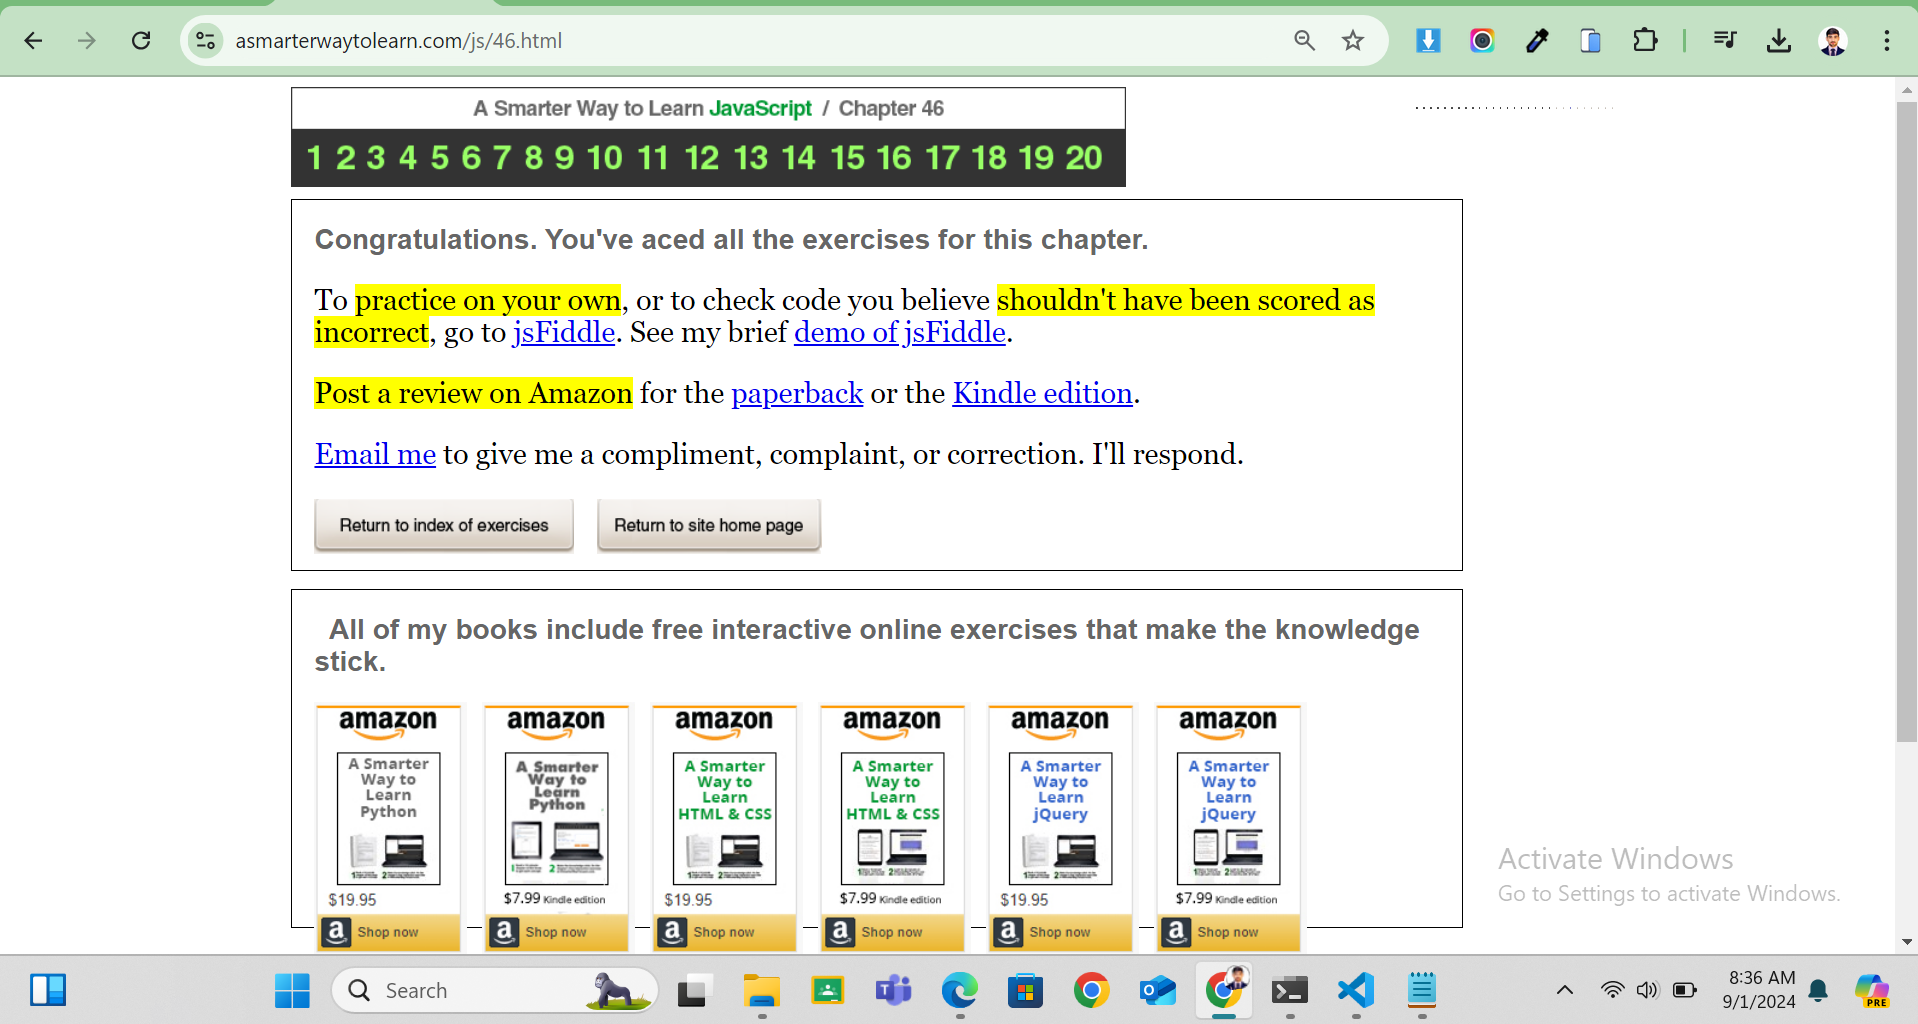 asmarterwaytolearn.com/js/46.html
A Smarter Way to Learn JavaScript / Chapter 46
1 2 3 4 5 6 7 8 9 10 11 12 13 14 15 16 17 18 19 20
Congratulations. You've aced all the exercises for this chapter.
To practice on your own, or to check code you believe shouldn't have been scored as
incorrect, go to jsFiddle. See my brief demo of jsFiddle.
Post a review on Amazon for the paperback or the Kindle edition.
Email me to give me a compliment, complaint, or correction. I'll respond.
Return to index of exercises Return to site home page
All of my books include free interactive online exercises that make the knowledge
stick.
amazon amazon amazon amazon amazon amazon
A Smarter Way to Learn Python
A Smarter Way to Learn Python
A Smarter Way to Learn HTML & CSS
A Smarter Way to Learn HTML & CSS
A Smarter Way to Learn jQuery
A Smarter Way to Learn jQuery
$19.95 $7.99 Kindle edition $19.95 $7.99 Kindle edition $19.95 $7.99 Kindle edition
a Shop now a Shop now a Shop now a Shop now a Shop now a Shop now
Activate Windows
Go to Settings to activate Windows.
Search
8:36 AM
9/1/2024
PRE